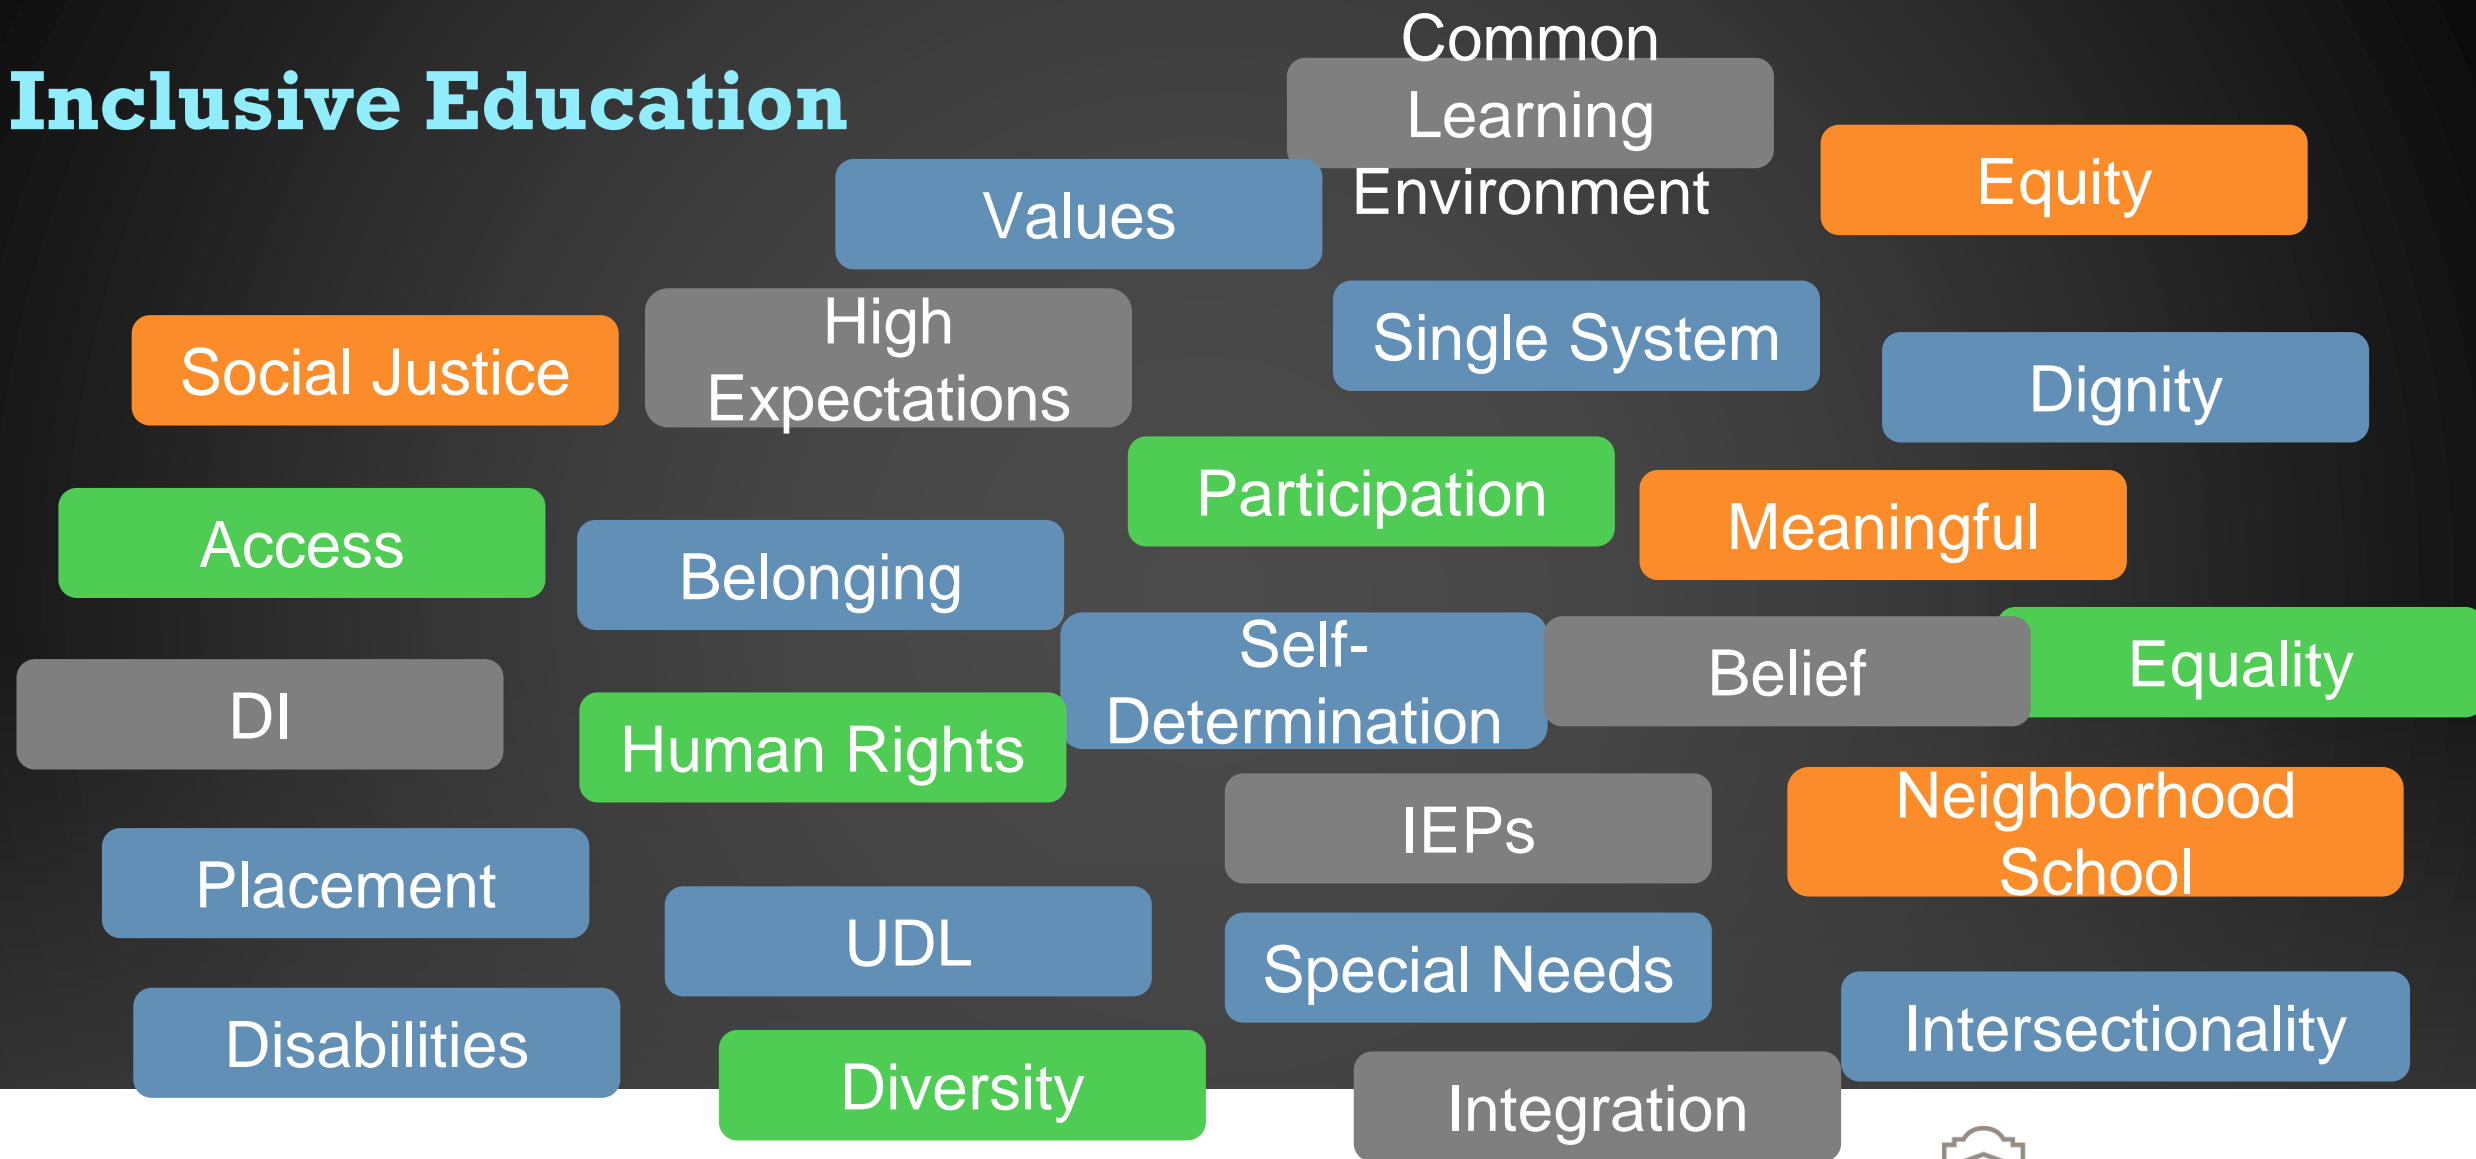 Inclusive Education
Common
Learning
Environment
Equity
Values
Single System
High
Expectations
Social Justice
Dignity
Participation
Meaningful
Access
Belonging
Self-
Determination
Belief
Equality
DI
Human Rights
IEPs
Neighborhood
School
Placement
UDL
Special Needs
Intersectionality
Disabilities
Diversity
Integration